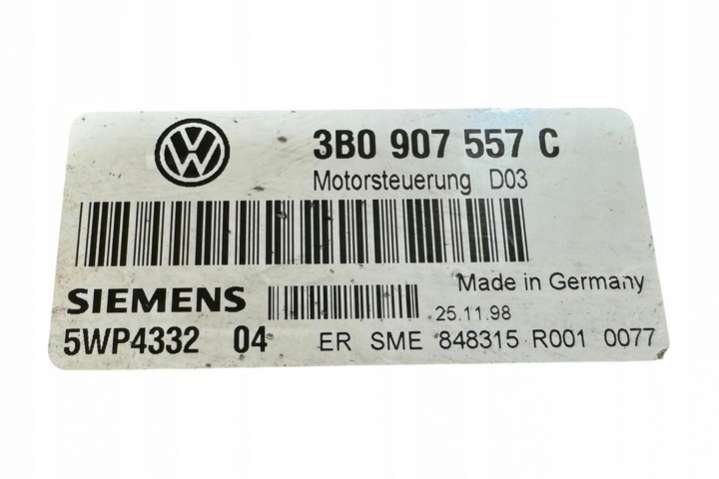 VW
3B0 907 557 C
Motorsteuerung D03
Made in Germany
SIEMENS
25.11.98
5WP4332 04 ER SME 848315 R001 0077